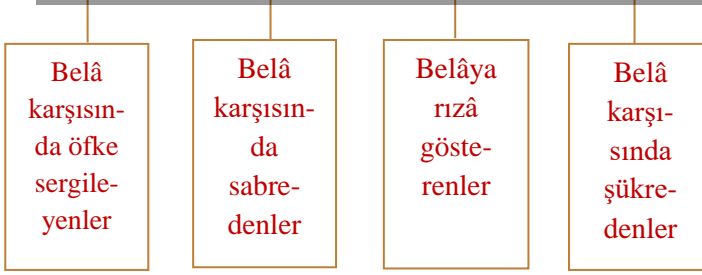 Belâ
karşısın-
da öfke
sergile-
yenler
Belâ
karşısın-
da
sabre-
denler
Belâya
rızâ
göste-
renler
Belâ
karşı-
sında
şükre-
denler